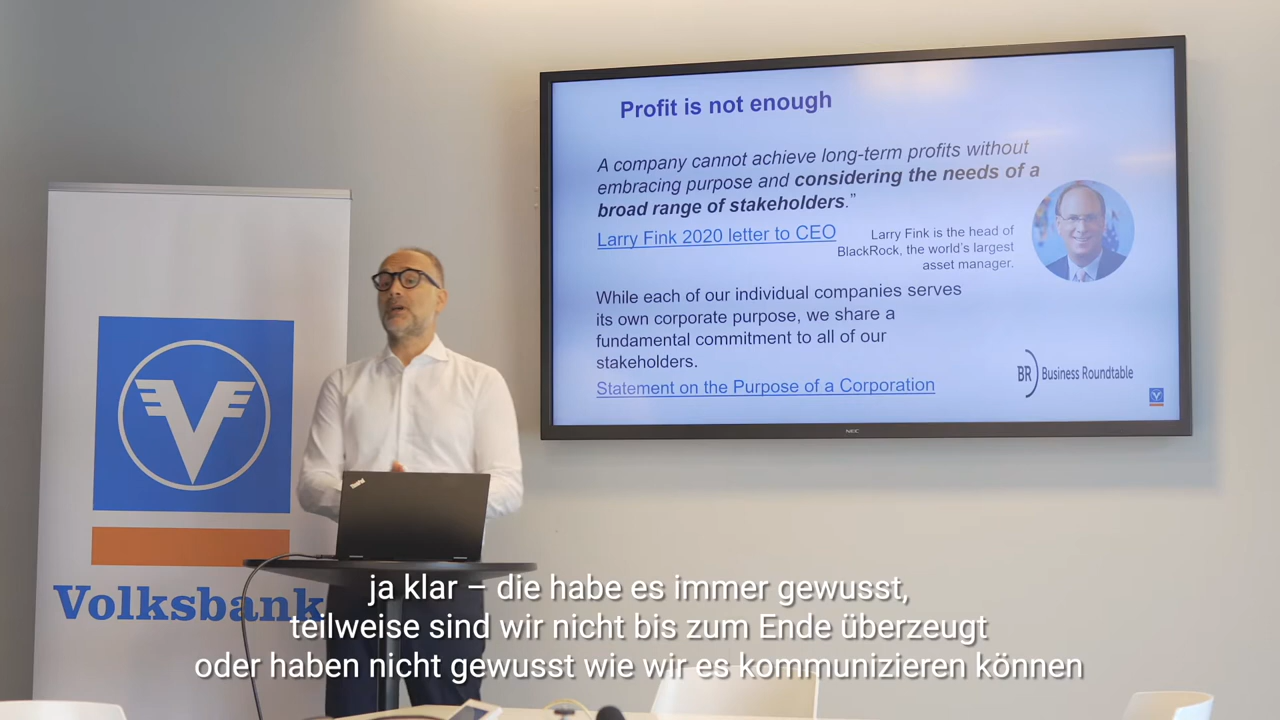 Profit is not enough
A company cannot achieve long-term profits without
embracing purpose and considering the needs of a
broad range of stakeholders.”
Larry Fink 2020 letter to CEO
Larry Fink is the head of
BlackRock, the world's largest
asset manager.
While each of our individual companies serves
its own corporate purpose, we share a
fundamental commitment to all of our
stakeholders.
Statement on the Purpose of a Corporation
BR Business Roundtable
NEC
ThinkPad
Volksbank
ja klar – die habe es immer gewusst,
teilweise sind wir nicht bis zum Ende überzeugt
oder haben nicht gewusst wie wir es kommunizieren können